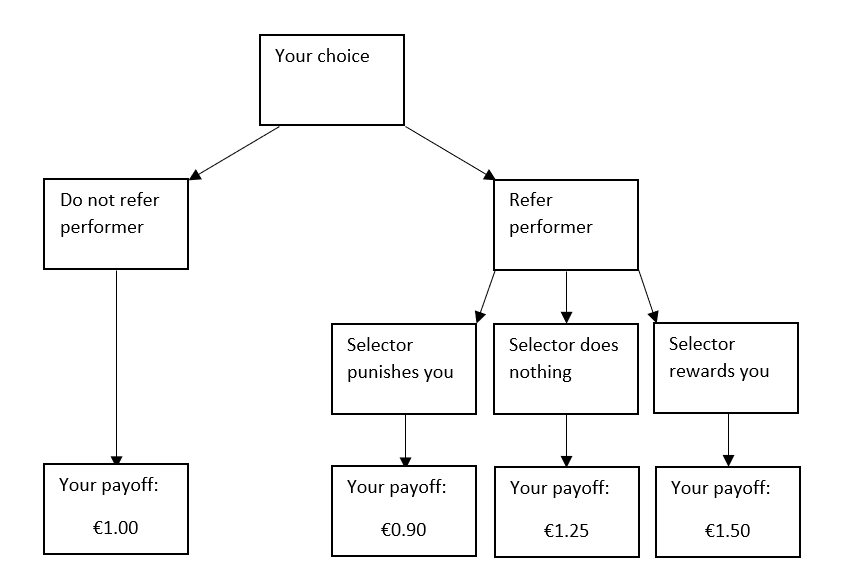 Your choice
Do not refer
performer
Refer
performer
Selector
punishes you
Selector does
nothing
Selector
rewards you
Your payoff:
€1.00
Your payoff:
€0.90
Your payoff:
€1.25
Your payoff:
€1.50